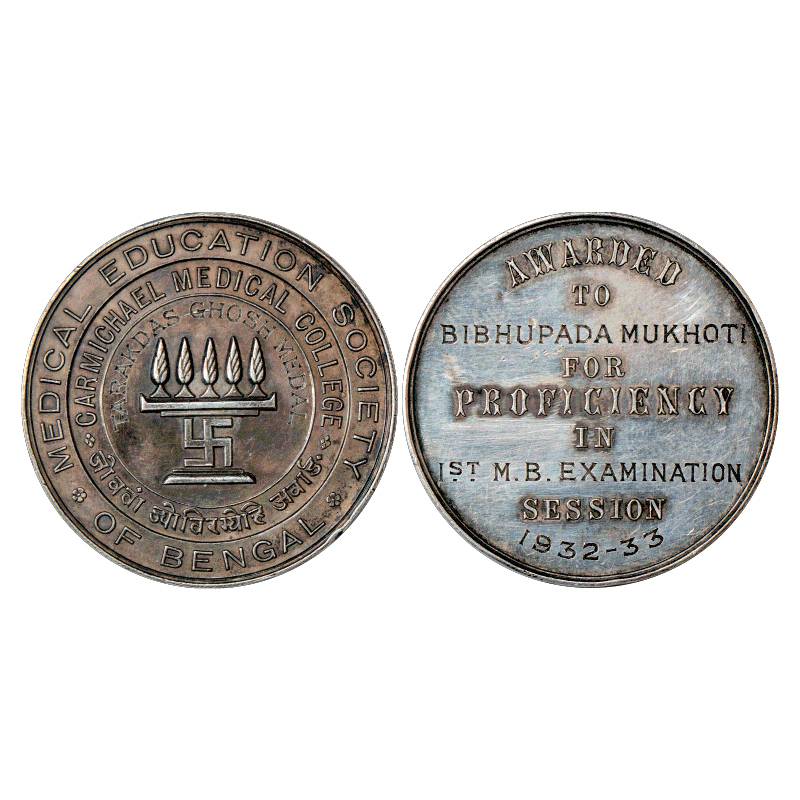 MEDICAL EDUCATION SOCIETY
OF BENGAL
CARMICHAEL MEDICAL COLLEGE
TARAKDAS GHOSH MEDAL
AWARDED
TO
BIBHUPADA MUKHOTI
FOR
PROFICIENCY
IN
1ST M.B. EXAMINATION
SESSION
1932-33